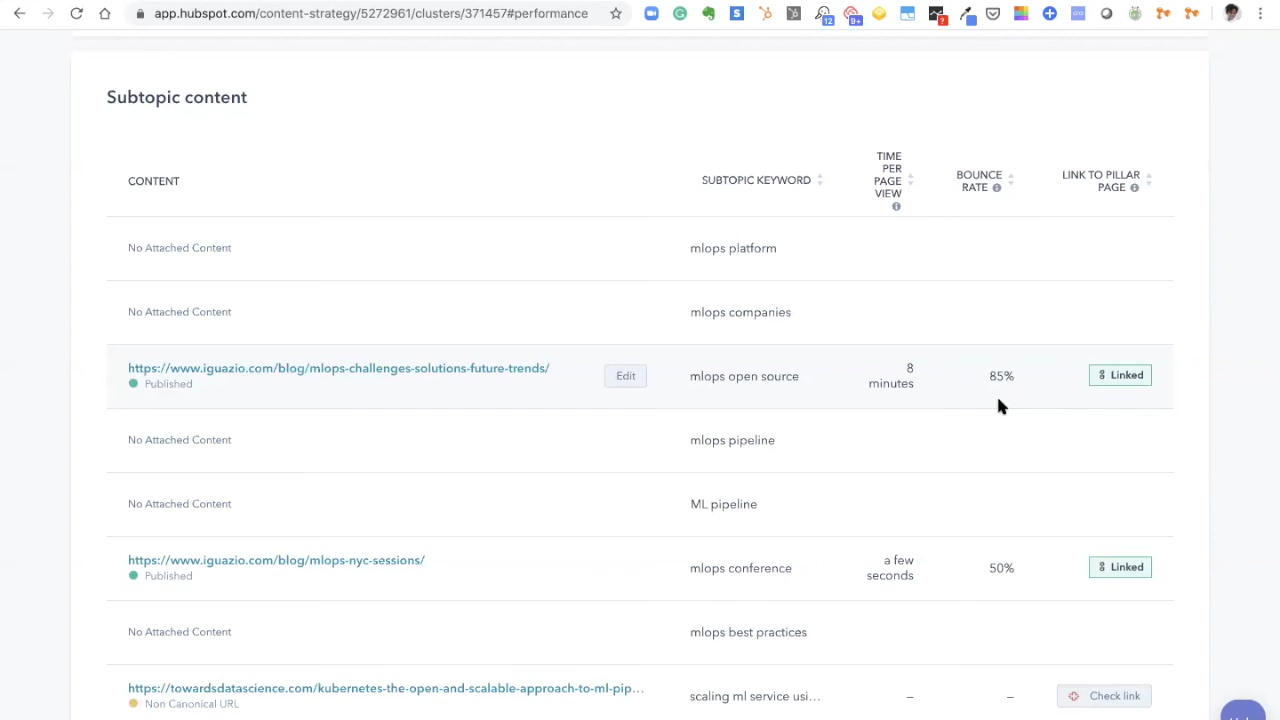 app.hubspot.com/content-strategy/5272961/clusters/371457#performance
12
9+
?
Subtopic content
CONTENT
SUBTOPIC KEYWORD
TIME
PER
PAGE
VIEW
BOUNCE
RATE
LINK TO PILLAR
PAGE
No Attached Content
mlops platform
No Attached Content
mlops companies
https://www.iguazio.com/blog/mlops-challenges-solutions-future-trends/
Published
Edit
mlops open source
8
minutes
85%
Linked
No Attached Content
mlops pipeline
No Attached Content
ML pipeline
https://www.iguazio.com/blog/mlops-nyc-sessions/
Published
mlops conference
a few
seconds
50%
Linked
No Attached Content
mlops best practices
https://towardsdatascience.com/kubernetes-the-open-and-scalable-approach-to-ml-pip…
Non Canonical URL
scaling ml service usi…
–
–
Check link